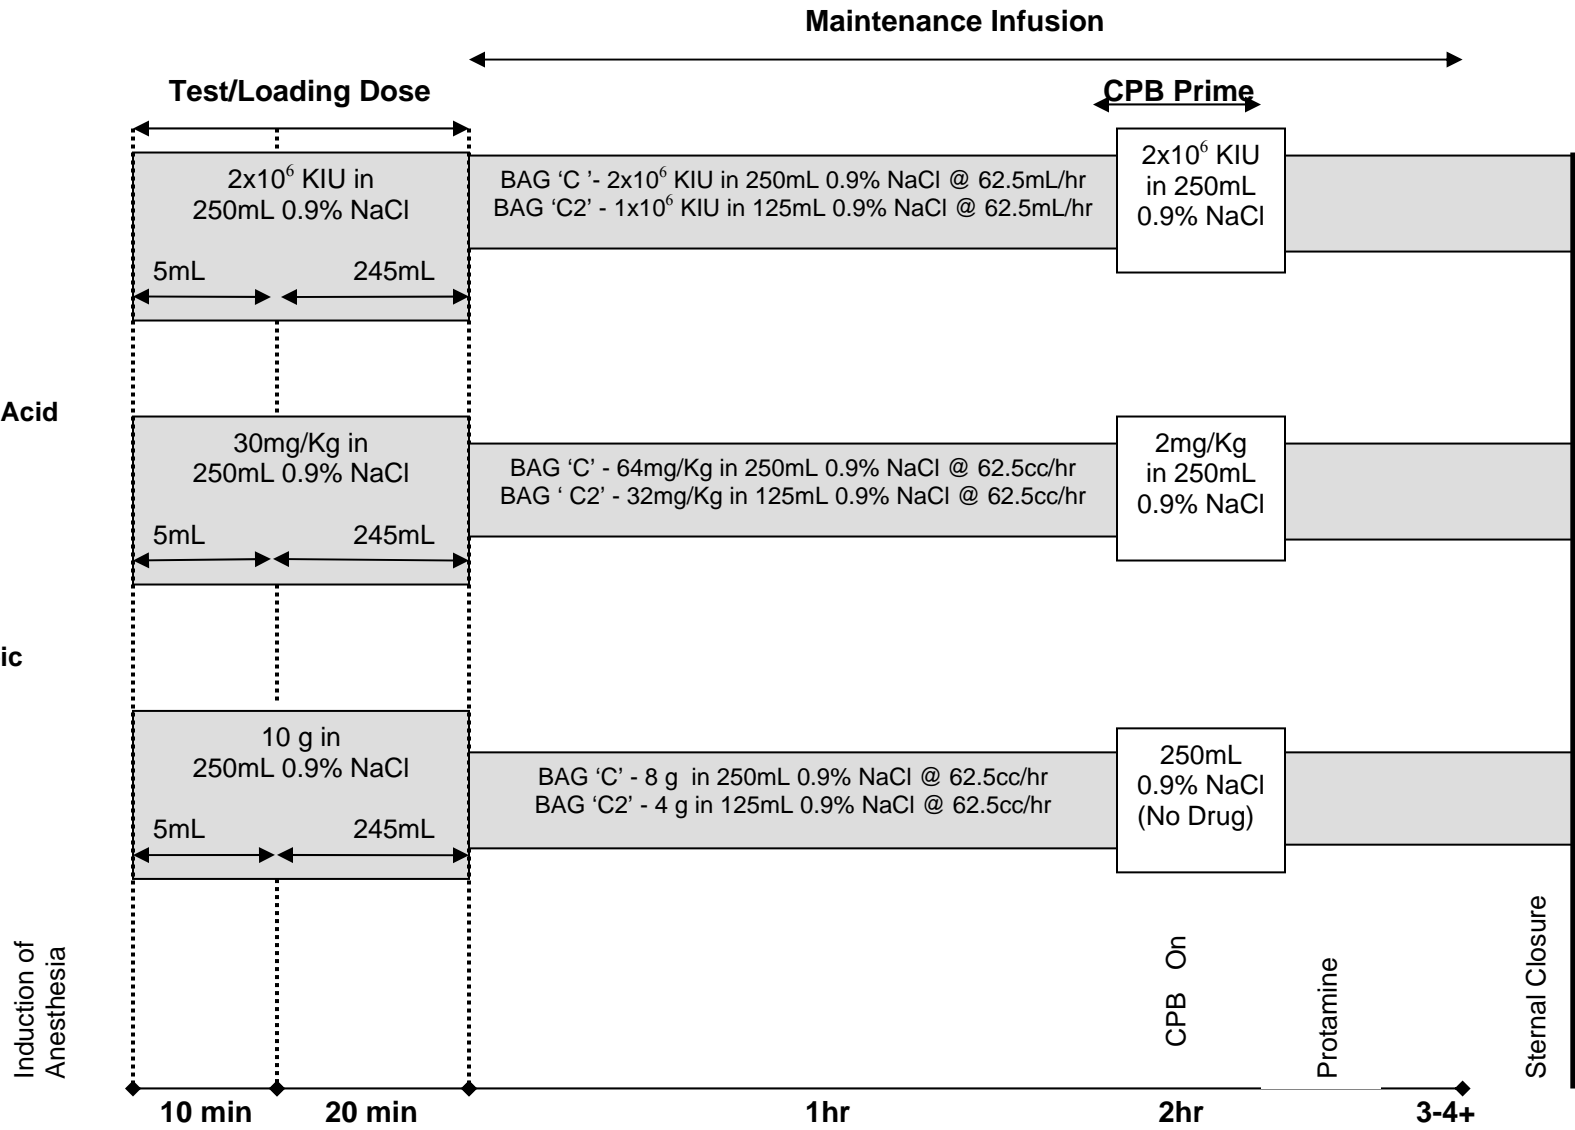 Maintenance Infusion
Test/Loading Dose
CPB Prime
2x10⁶ KIU in
250mL 0.9% NaCl
5mL 245mL
BAG ‘C ’- 2x10⁶ KIU in 250mL 0.9% NaCl @ 62.5mL/hr
BAG ‘C2’ - 1x10⁶ KIU in 125mL 0.9% NaCl @ 62.5mL/hr
2x10⁶ KIU
in 250mL
0.9% NaCl
Acid
30mg/Kg in
250mL 0.9% NaCl
5mL 245mL
BAG ‘C’ - 64mg/Kg in 250mL 0.9% NaCl @ 62.5cc/hr
BAG ‘ C2’ - 32mg/Kg in 125mL 0.9% NaCl @ 62.5cc/hr
2mg/Kg
in 250mL
0.9% NaCl
ic
10 g in
250mL 0.9% NaCl
5mL 245mL
BAG ‘C’ - 8 g  in 250mL 0.9% NaCl @ 62.5cc/hr
BAG ‘C2’ - 4 g in 125mL 0.9% NaCl @ 62.5cc/hr
250mL
0.9% NaCl
(No Drug)
Induction of
Anesthesia
CPB On
Protamine
Sternal Closure
10 min 20 min 1hr 2hr 3-4+